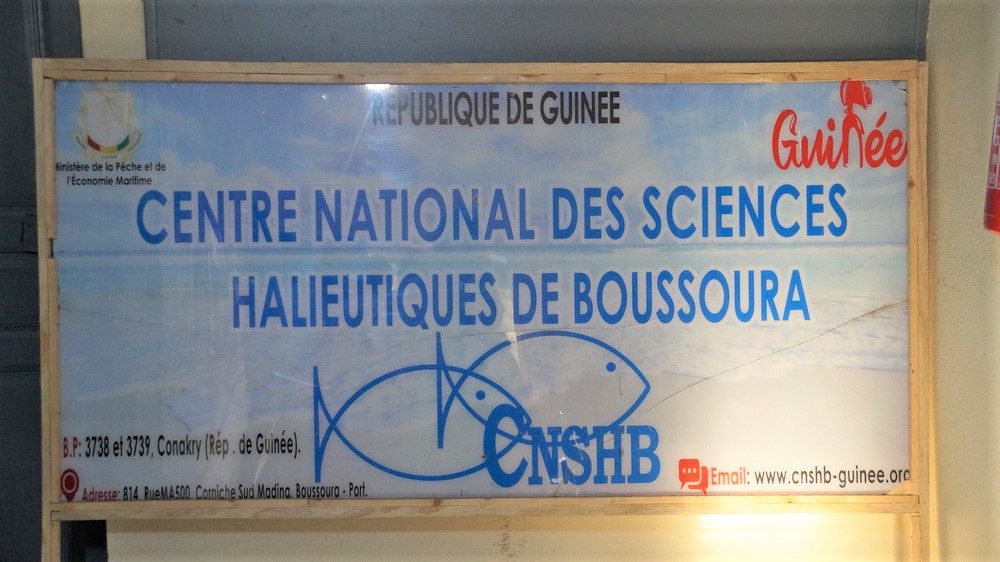 RÉPUBLIQUE DE GUINEE
Guinée
Ministère de la Pêche et de
l'Économie Maritime
CENTRE NATIONAL DES SCIENCES
HALIEUTIQUES DE BOUSSOURA
CNSHB
B.P: 3738 et 3739, Conakry (Rép . de Guinée).
Adresse: 814, RueMA500, Corniche Sud Madina, Boussoura - Port.
Email: www.cnshb-guinee.org